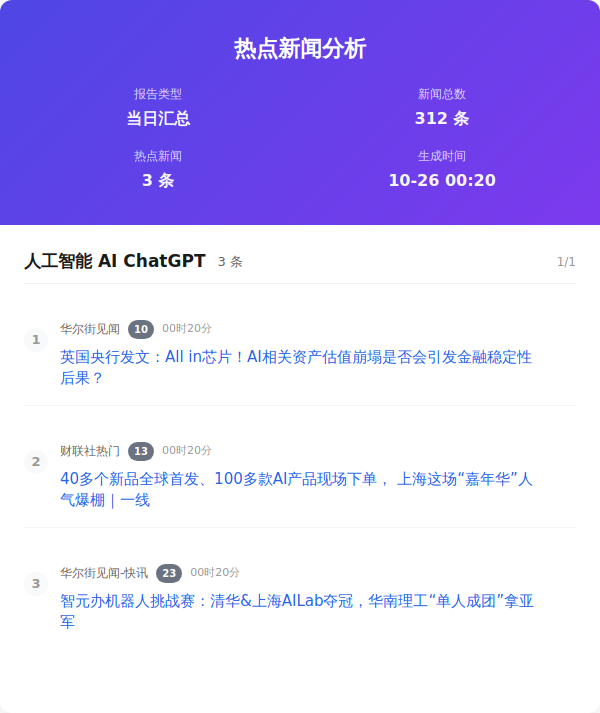 热点新闻分析
报告类型
新闻总数
当日汇总
312 条
热点新闻
生成时间
3 条
10-26 00:20
人工智能 AI ChatGPT 3 条 1/1
1
华尔街见闻 10 00时20分
英国央行发文：All in芯片！AI相关资产估值崩塌是否会引发金融稳定性
后果？
2
财联社热门 13 00时20分
40多个新品全球首发、100多款AI产品现场下单， 上海这场“嘉年华”人
气爆棚｜一线
3
华尔街见闻-快讯 23 00时20分
智元办机器人挑战赛：清华&上海AILab夺冠，华南理工“单人成团”拿亚
军